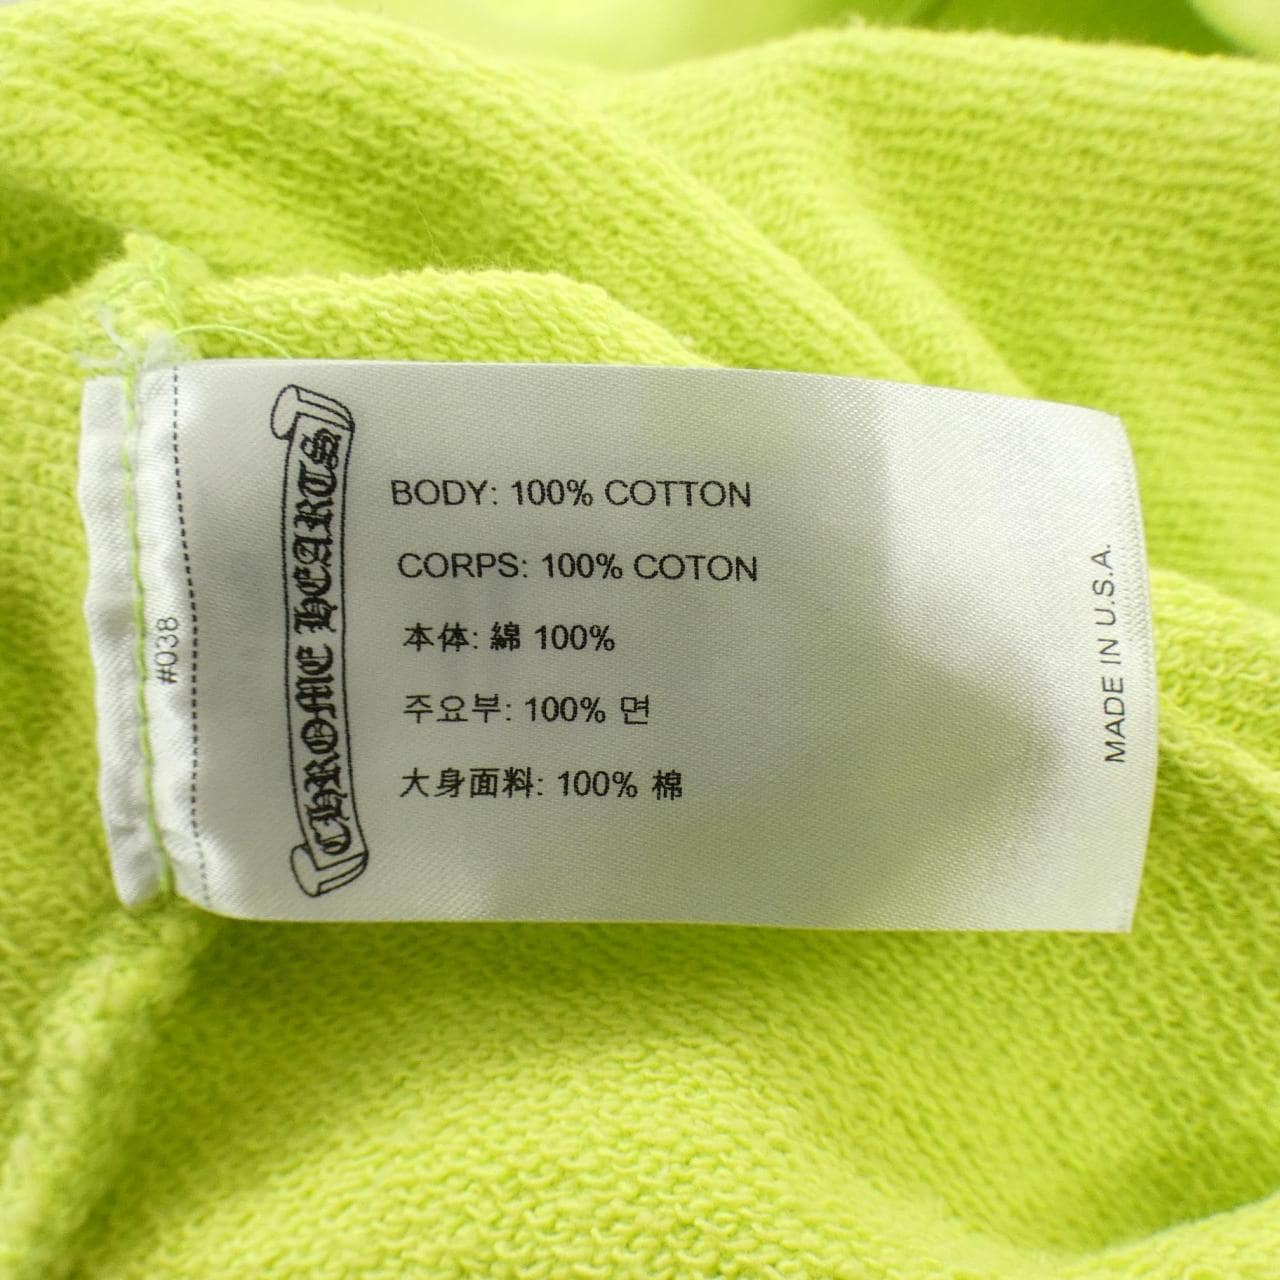 #038
CHROME HEARTS
BODY: 100% COTTON
CORPS: 100% COTON
本体: 綿 100%
주요부: 100% 면
大身面料: 100% 棉
MADE IN U.S.A.